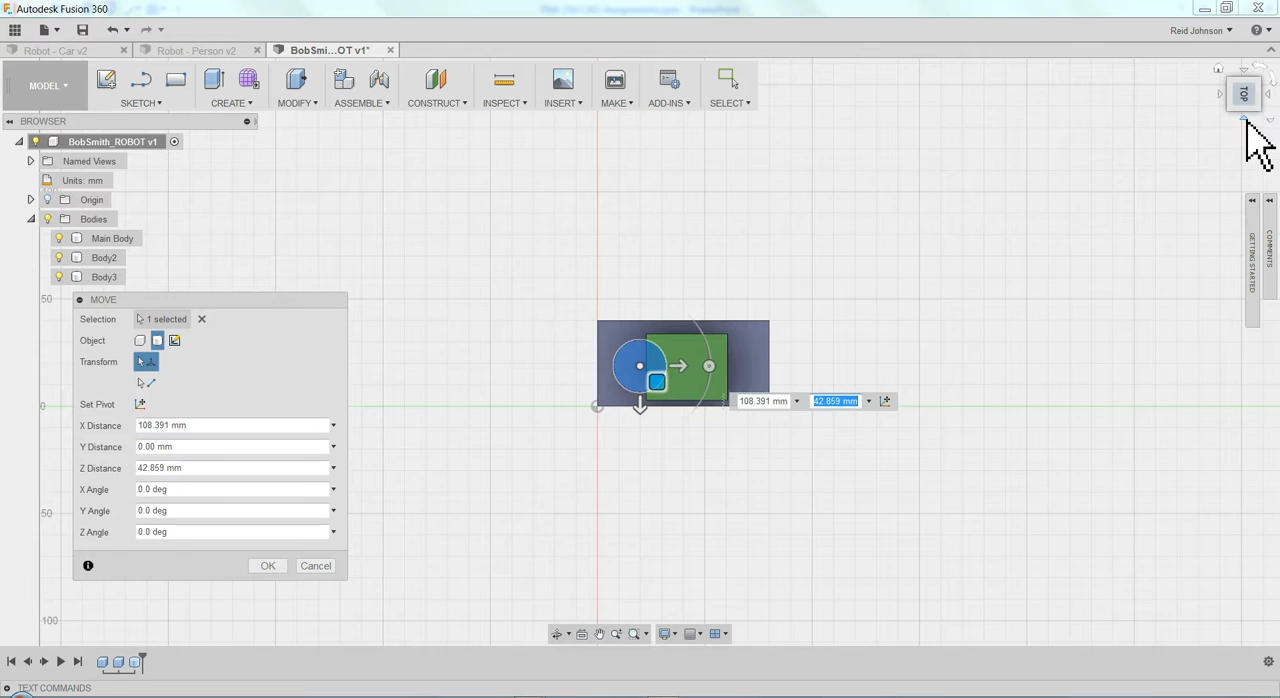 Autodesk Fusion 360
Reid Johnson
Robot - Car v2
Robot - Person v2
BobSmi...OT v1*
MODEL
SKETCH
CREATE
MODIFY
ASSEMBLE
CONSTRUCT
INSPECT
INSERT
MAKE
ADD-INS
SELECT
TOP
BROWSER
BobSmith_ROBOT v1
Named Views
Units: mm
Origin
Bodies
Main Body
Body2
Body3
GETTING STARTED
COMMENTS
50
MOVE
Selection 1 selected
Object
Transform
Set Pivot
X Distance 108.391 mm
Y Distance 0.00 mm
Z Distance 42.859 mm
X Angle 0.0 deg
Y Angle 0.0 deg
Z Angle 0.0 deg
OK Cancel
108.391 mm 42.859 mm
0
50
100
TEXT COMMANDS